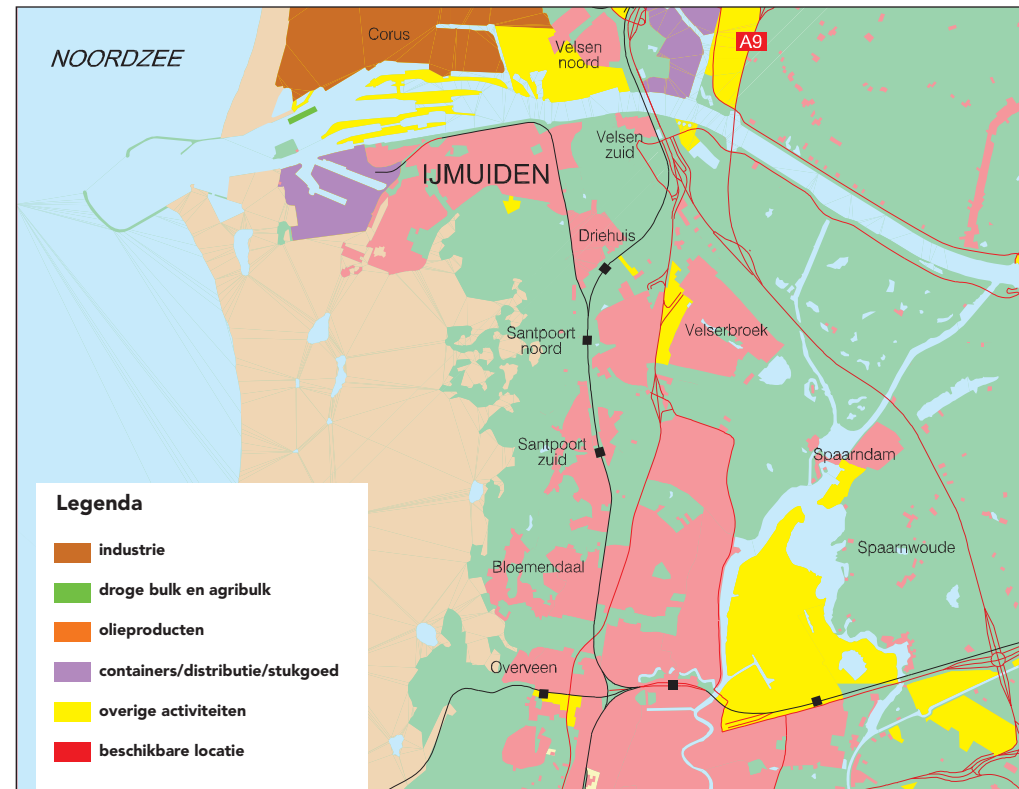 NOORDZEE
Corus
Velsen
noord
A9
Velsen
zuid
IJMUIDEN
Driehuis
Santpoort
noord
Velserbroek
Santpoort
zuid
Spaarndam
Spaarnwoude
Bloemendaal
Overveen
Legenda
industrie
droge bulk en agribulk
olieproducten
containers/distributie/stukgoed
overige activiteiten
beschikbare locatie